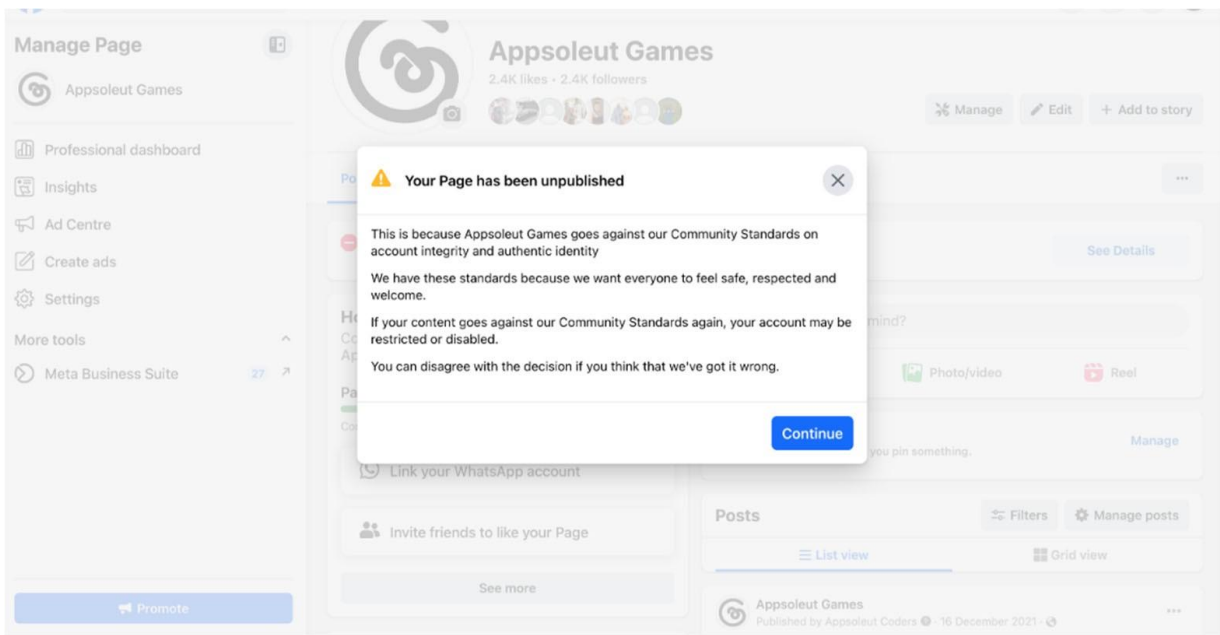 Manage Page
Appsoleut Games
Professional dashboard
Insights
Ad Centre
Create ads
Settings
More tools
Meta Business Suite 27
Promote
Appsoleut Games
2.4K likes • 2.4K followers
Manage
Edit
+ Add to story
Po
See Details
Your Page has been unpublished
This is because Appsoleut Games goes against our Community Standards on
account integrity and authentic identity
We have these standards because we want everyone to feel safe, respected and
welcome.
If your content goes against our Community Standards again, your account may be
restricted or disabled.
You can disagree with the decision if you think that we've got it wrong.
Continue
Ho
Co
Ap
Pa
Co
mind?
Photo/video
Reel
Manage
you pin something.
Link your WhatsApp account
Invite friends to like your Page
See more
Posts
Filters
Manage posts
List view
Grid view
Appsoleut Games
Published by Appsoleut Coders · 16 December 2021 ·